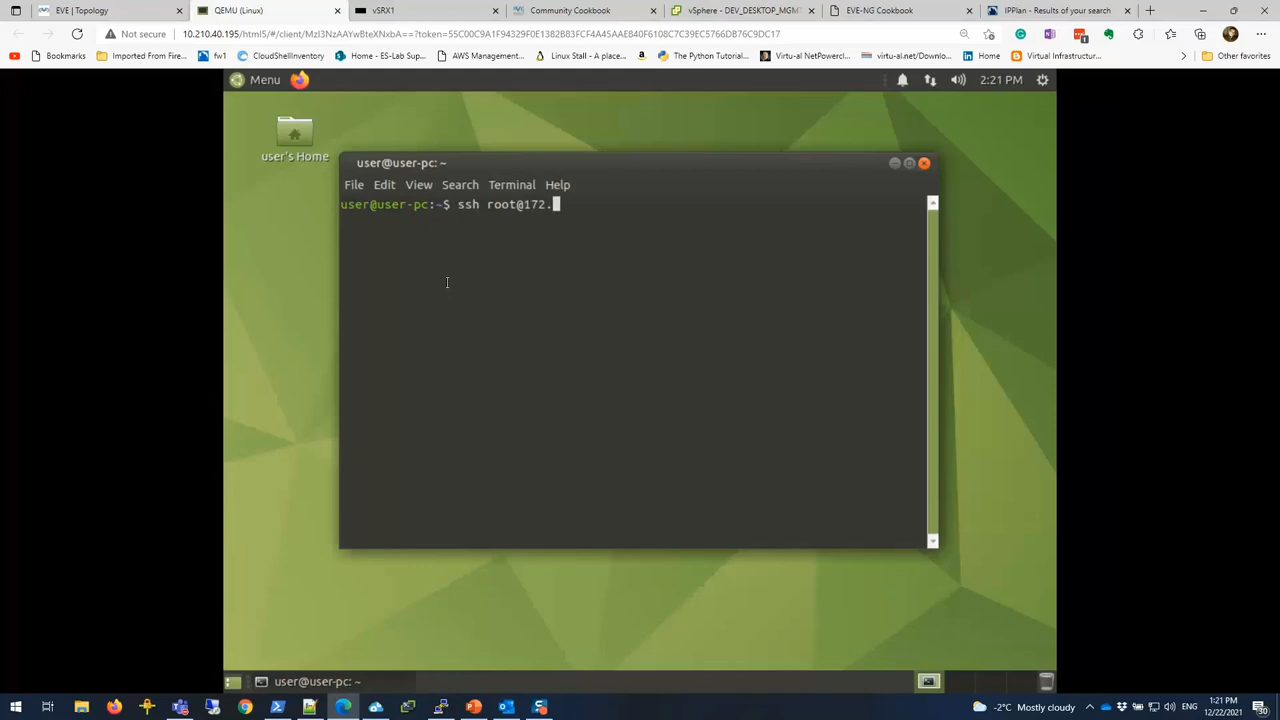 EVE | Topology
QEMU (Linux)
vSRX1
Community Cookbook
vSphere - DEV_DESKTOP_MGMT
EVE-NG Cookbook
IPPlan - Results of your search
Not secure
10.210.40.195/html5/#/client/MzI3NzAAYwBteXNxbA==?token=55C00C9A1F94329F0E13B2B83FCF4A45AAE840F6108C7C39EC5766DB76C9DC17
Bookmarks
Imported From Fire...
fw1
CloudShellInventory
Home - ES-Lab Sup...
AWS Management...
Linux Stall - A place...
The Python Tutorial...
Virtu-al NetPowercl...
virtu-al.net/Downlo...
Home
Virtual Infrastructur...
Other favorites
Menu
2:21 PM
user's Home
user@user-pc: ~
File Edit View Search Terminal Help
user@user-pc:~$ ssh root@172.
user@user-pc: ~
-2°C Mostly cloudy
ENG
1:21 PM
12/22/2021
30